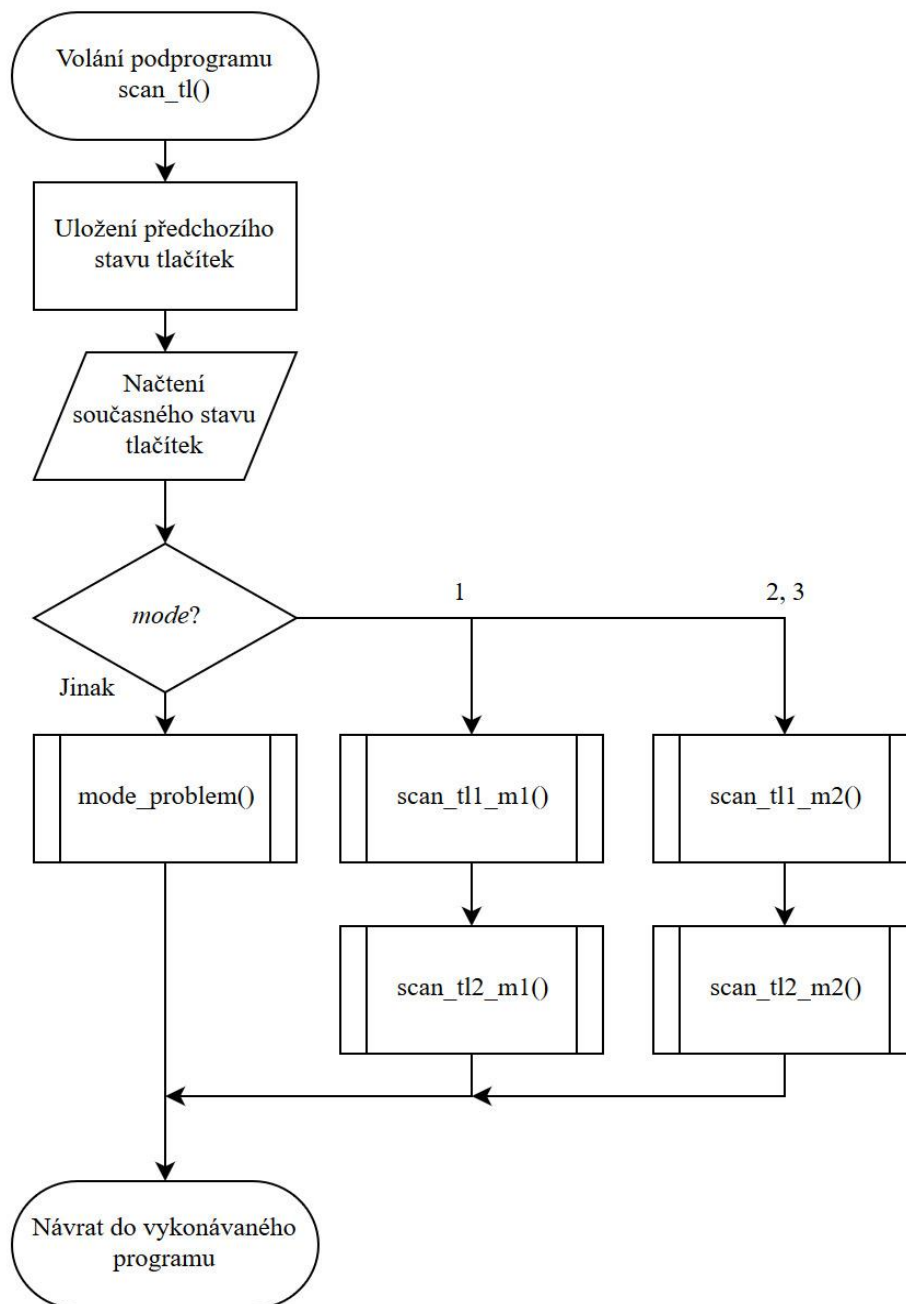 Volání podprogramu
scan_tl()
Uložení předchozího
stavu tlačítek
Načtení
současného stavu
tlačítek
mode?
1
2, 3
Jinak
mode_problem()
scan_tl1_m1()
scan_tl1_m2()
scan_tl2_m1()
scan_tl2_m2()
Návrat do vykonávaného
programu